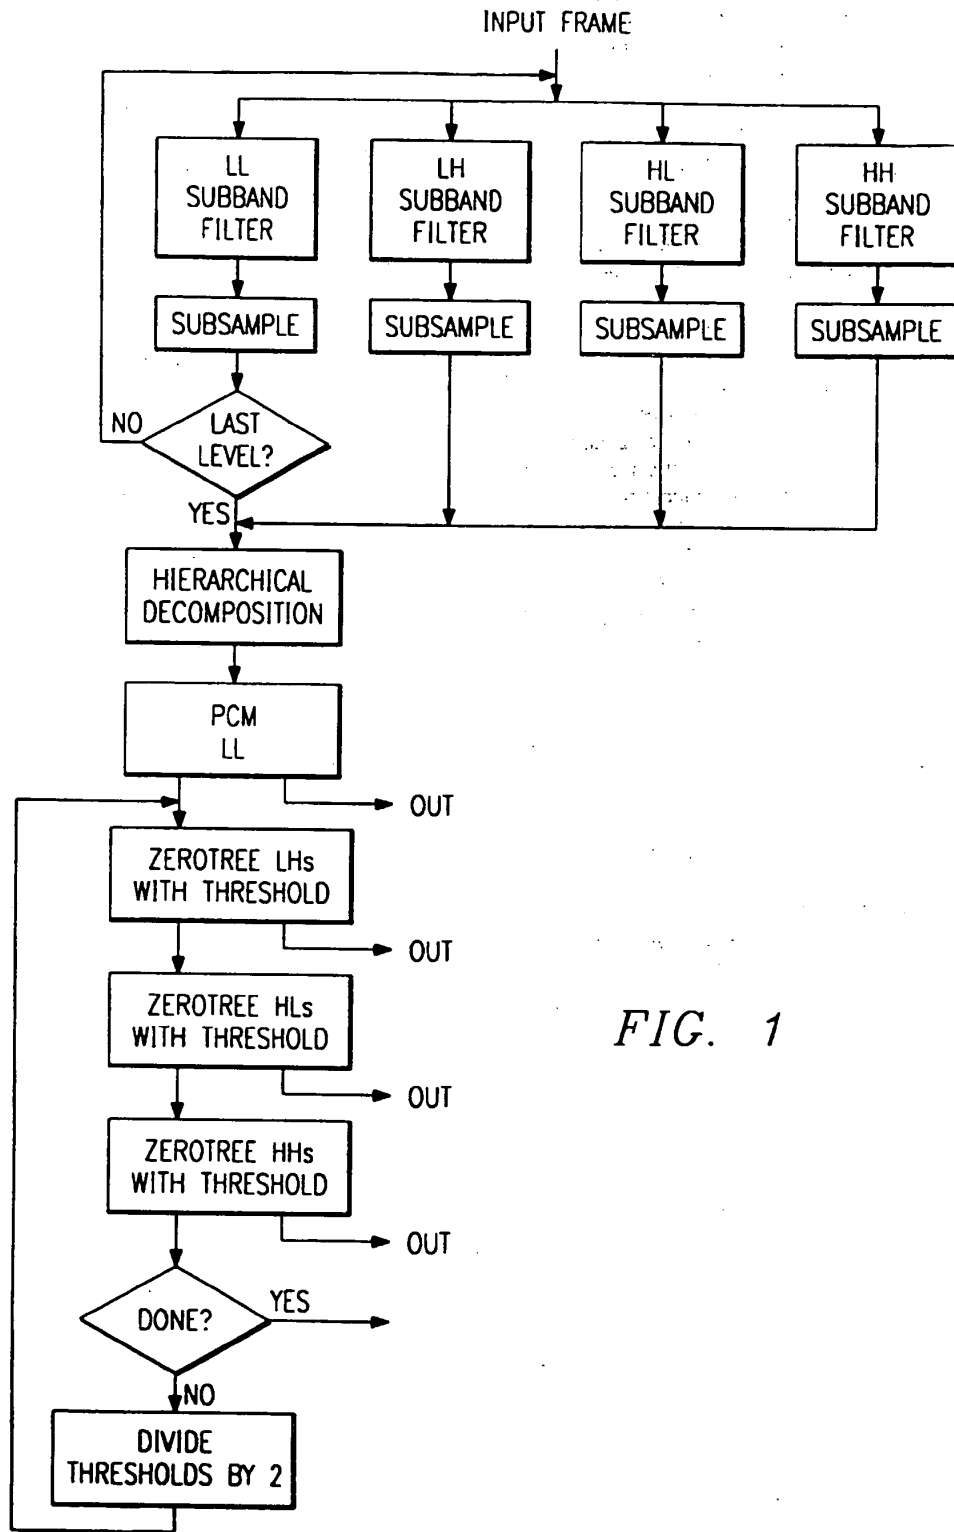 INPUT FRAME
LL
SUBBAND
FILTER
LH
SUBBAND
FILTER
HL
SUBBAND
FILTER
HH
SUBBAND
FILTER
SUBSAMPLE
SUBSAMPLE
SUBSAMPLE
SUBSAMPLE
NO
LAST
LEVEL?
YES
HIERARCHICAL
DECOMPOSITION
PCM
LL
OUT
ZEROTREE LHs
WITH THRESHOLD
OUT
ZEROTREE HLs
WITH THRESHOLD
FIG. 1
OUT
ZEROTREE HHs
WITH THRESHOLD
OUT
DONE?
YES
NO
DIVIDE
THRESHOLDS BY 2